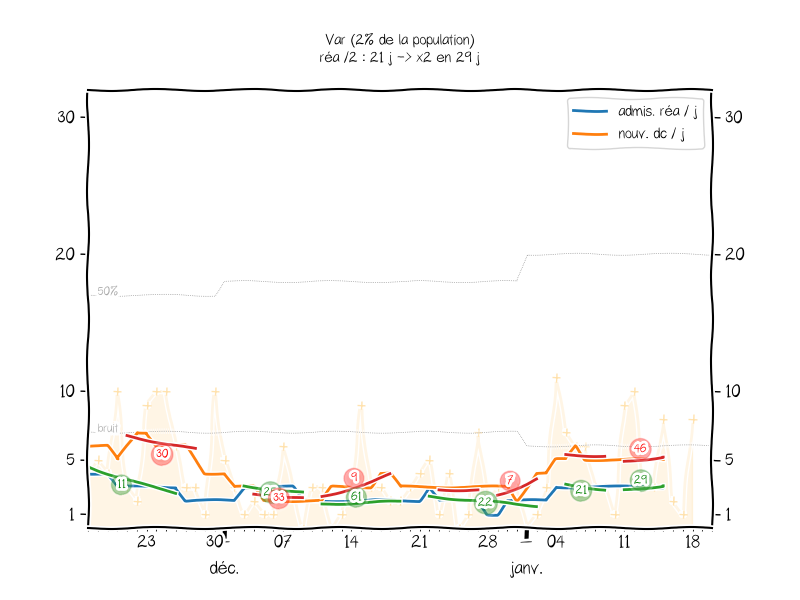 Var (2% de la population)
réa /2 : 21 j -> x2 en 29 j
admis. réa / j
nouv. dc / j
30 30
20 20
50%
10 10
bruit
5 5
1 1
30 9 7 46
11 33 61 22 21 29
23 30 07 14 21 28 04 11 18
déc. janv.